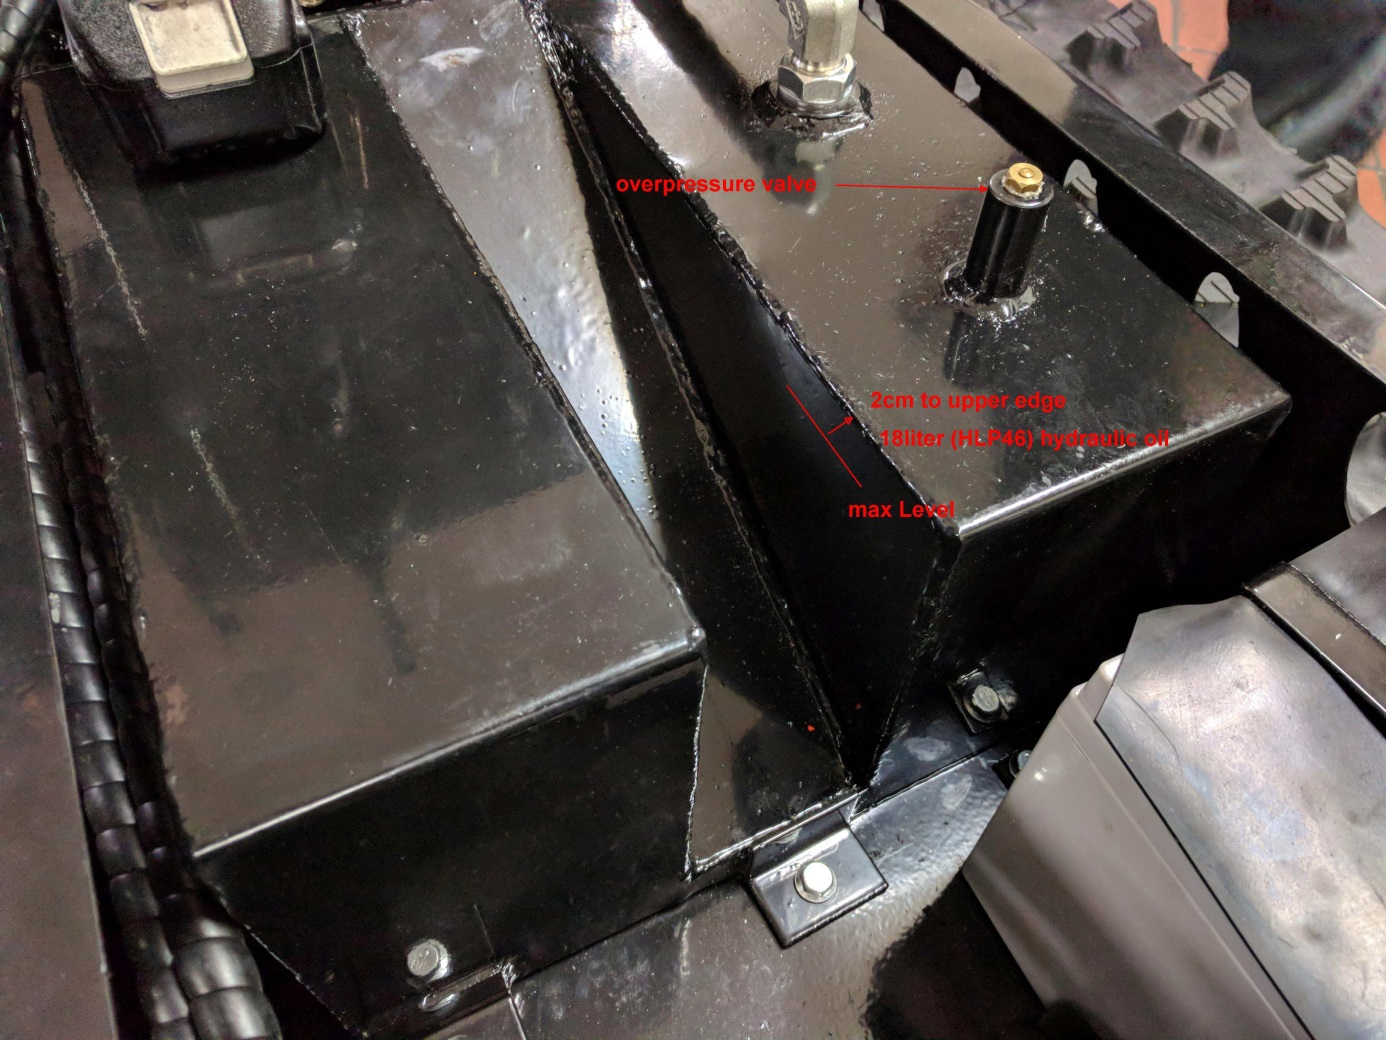 overpressure valve
2cm to upper edge
18liter (HLP46) hydraulic oil
max Level